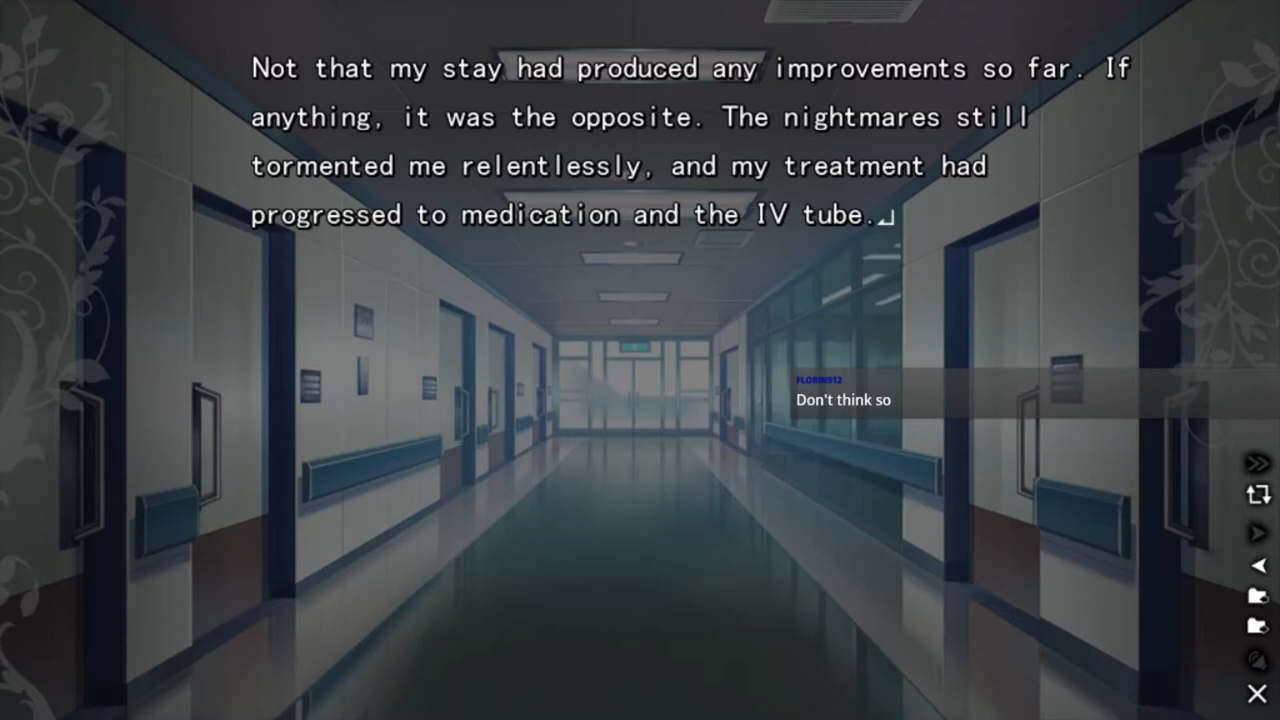 Not that my stay had produced any improvements so far. If
anything, it was the opposite. The nightmares still
tormented me relentlessly, and my treatment had
progressed to medication and the IV tube.
FLORIN912
Don't think so